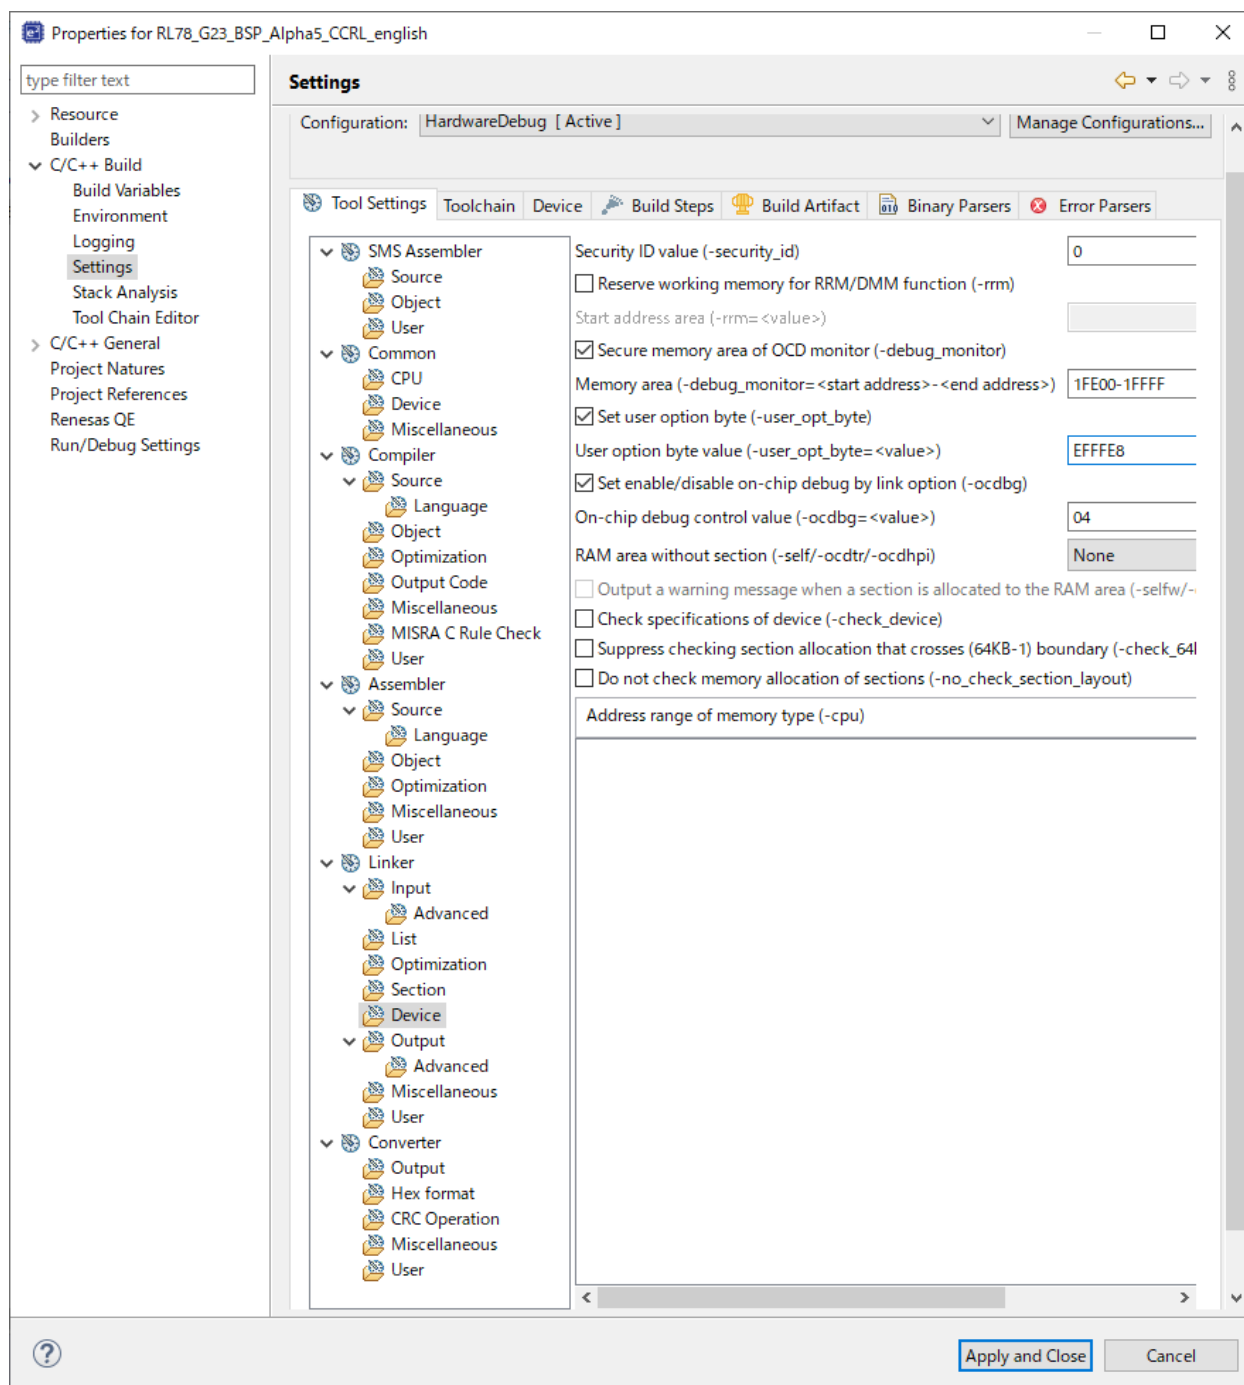 Properties for RL78_G23_BSP_Alpha5_CCRL_english
type filter text
Resource
Builders
C/C++ Build
Build Variables
Environment
Logging
Settings
Stack Analysis
Tool Chain Editor
C/C++ General
Project Natures
Project References
Renesas QE
Run/Debug Settings
Settings
Configuration: HardwareDebug [ Active ] Manage Configurations...
Tool Settings Toolchain Device Build Steps Build Artifact Binary Parsers Error Parsers
SMS Assembler
Source
Object
User
Common
CPU
Device
Miscellaneous
Compiler
Source
Language
Object
Optimization
Output Code
Miscellaneous
MISRA C Rule Check
User
Assembler
Source
Language
Object
Optimization
Miscellaneous
User
Linker
Input
Advanced
List
Optimization
Section
Device
Output
Advanced
Miscellaneous
User
Converter
Output
Hex format
CRC Operation
Miscellaneous
User
Security ID value (-security_id) 0
Reserve working memory for RRM/DMM function (-rrm)
Start address area (-rrm=<value>)
Secure memory area of OCD monitor (-debug_monitor)
Memory area (-debug_monitor=<start address>-<end address>) 1FE00-1FFFF
Set user option byte (-user_opt_byte)
User option byte value (-user_opt_byte=<value>) EFFFE8
Set enable/disable on-chip debug by link option (-ocdbg)
On-chip debug control value (-ocdbg=<value>) 04
RAM area without section (-self/-ocdtr/-ocdhpi) None
Output a warning message when a section is allocated to the RAM area (-selfw/-
Check specifications of device (-check_device)
Suppress checking section allocation that crosses (64KB-1) boundary (-check_64
Do not check memory allocation of sections (-no_check_section_layout)
Address range of memory type (-cpu)
Apply and Close Cancel